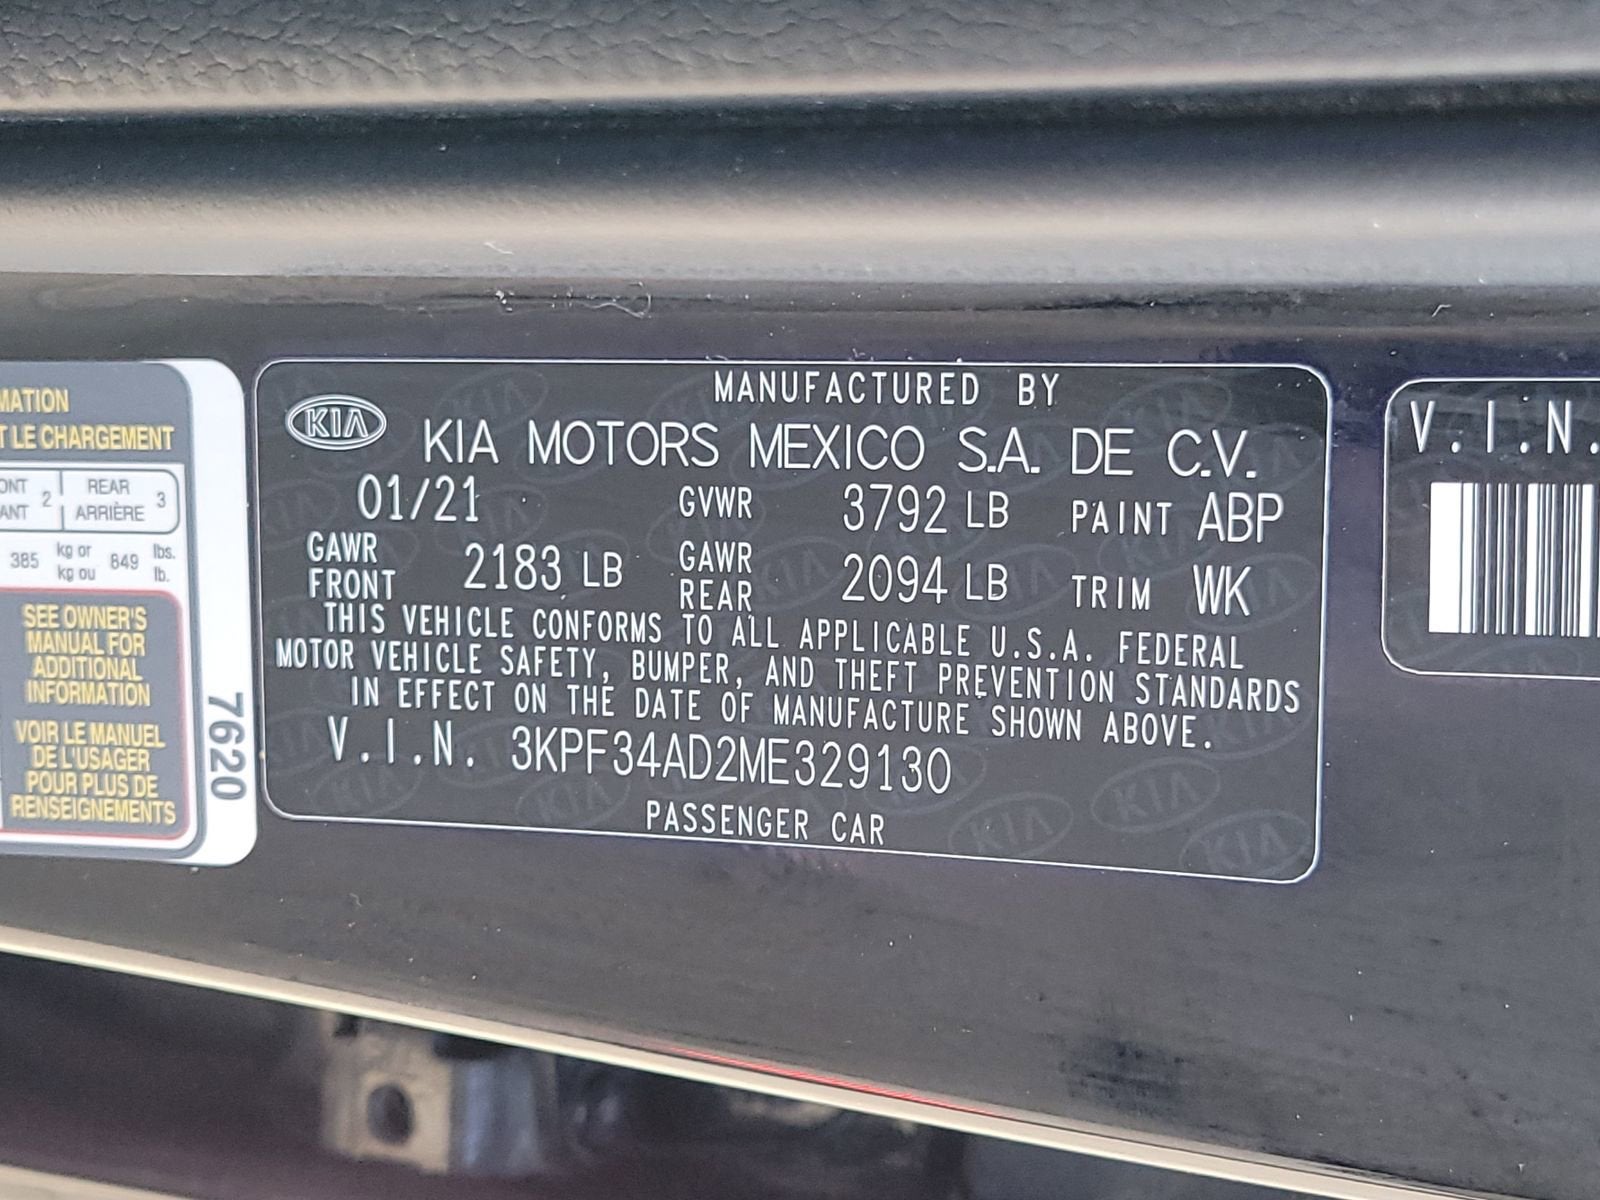 MATION
T LE CHARGEMENT
ONT 2 REAR 3
ANT ARRIÈRE
385 kg or 849 lbs.
kg ou lb.
SEE OWNER'S
MANUAL FOR
ADDITIONAL
INFORMATION
VOIR LE MANUEL
DE L'USAGER
POUR PLUS DE
RENSEIGNEMENTS
7620
MANUFACTURED BY
KIA KIA MOTORS MEXICO S.A. DE C.V.
01/21 GVWR 3792 LB PAINT ABP
GAWR FRONT 2183 LB GAWR REAR 2094 LB TRIM WK
THIS VEHICLE CONFORMS TO ALL APPLICABLE U.S.A. FEDERAL
MOTOR VEHICLE SAFETY, BUMPER, AND THEFT PREVENTION STANDARDS
IN EFFECT ON THE DATE OF MANUFACTURE SHOWN ABOVE.
V.I.N. 3KPF34AD2ME329130
PASSENGER CAR
V.I.N.